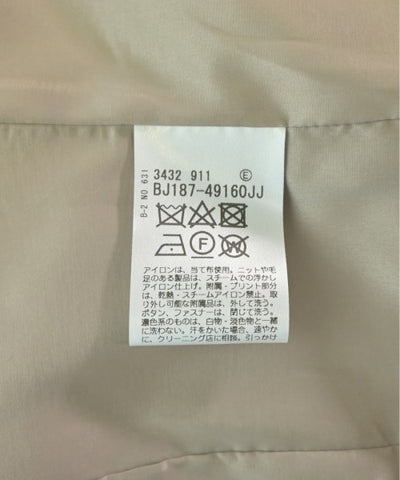 B-2 NO 631
3432 911 Ⓔ
BJ187-49160JJ
アイロンは、当て布使用。ニットや毛
足のある製品は、スチームでの浮かし
アイロン仕上げ。附属・プリント部分
は、乾熱・スチームアイロン禁止。取
り外し可能な附属品は、外して洗う。
ボタン、ファスナーは、閉じて洗う。
濃色系のものは、白物・淡色物と一緒
に洗わない。汗をかいた場合、速やか
に、クリーニング店に相談。引っかけ